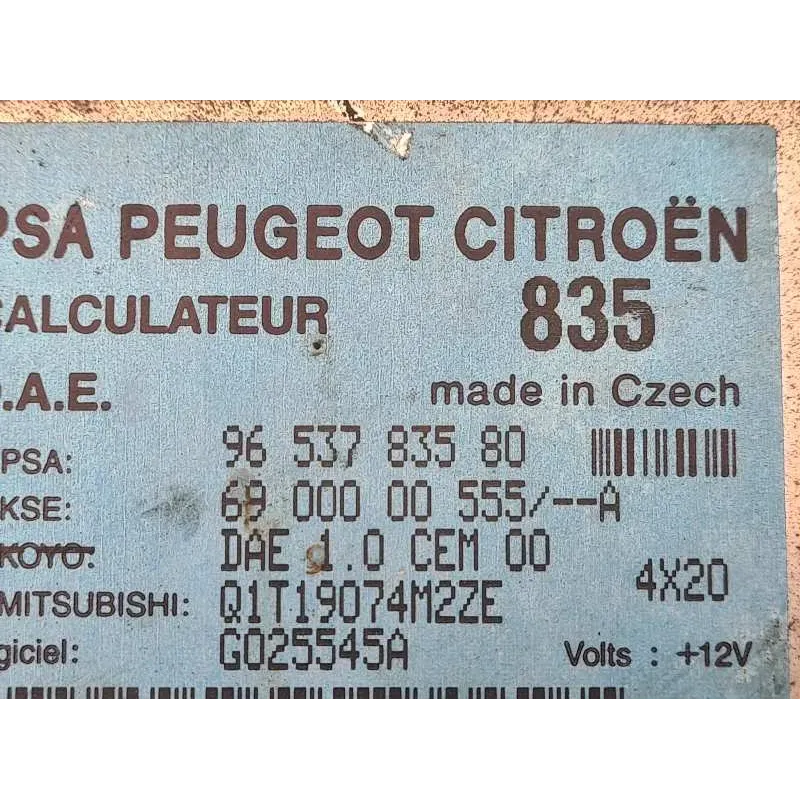 PSA PEUGEOT CITROËN
CALCULATEUR 835
D.A.E. made in Czech
PSA: 96 537 835 80
KSE: 69 000 00 555/--A
KOYO: DAE 1.0 CEM 00
4X20
MITSUBISHI: Q1T19074M2ZE
giciel: G025545A Volts : +12V